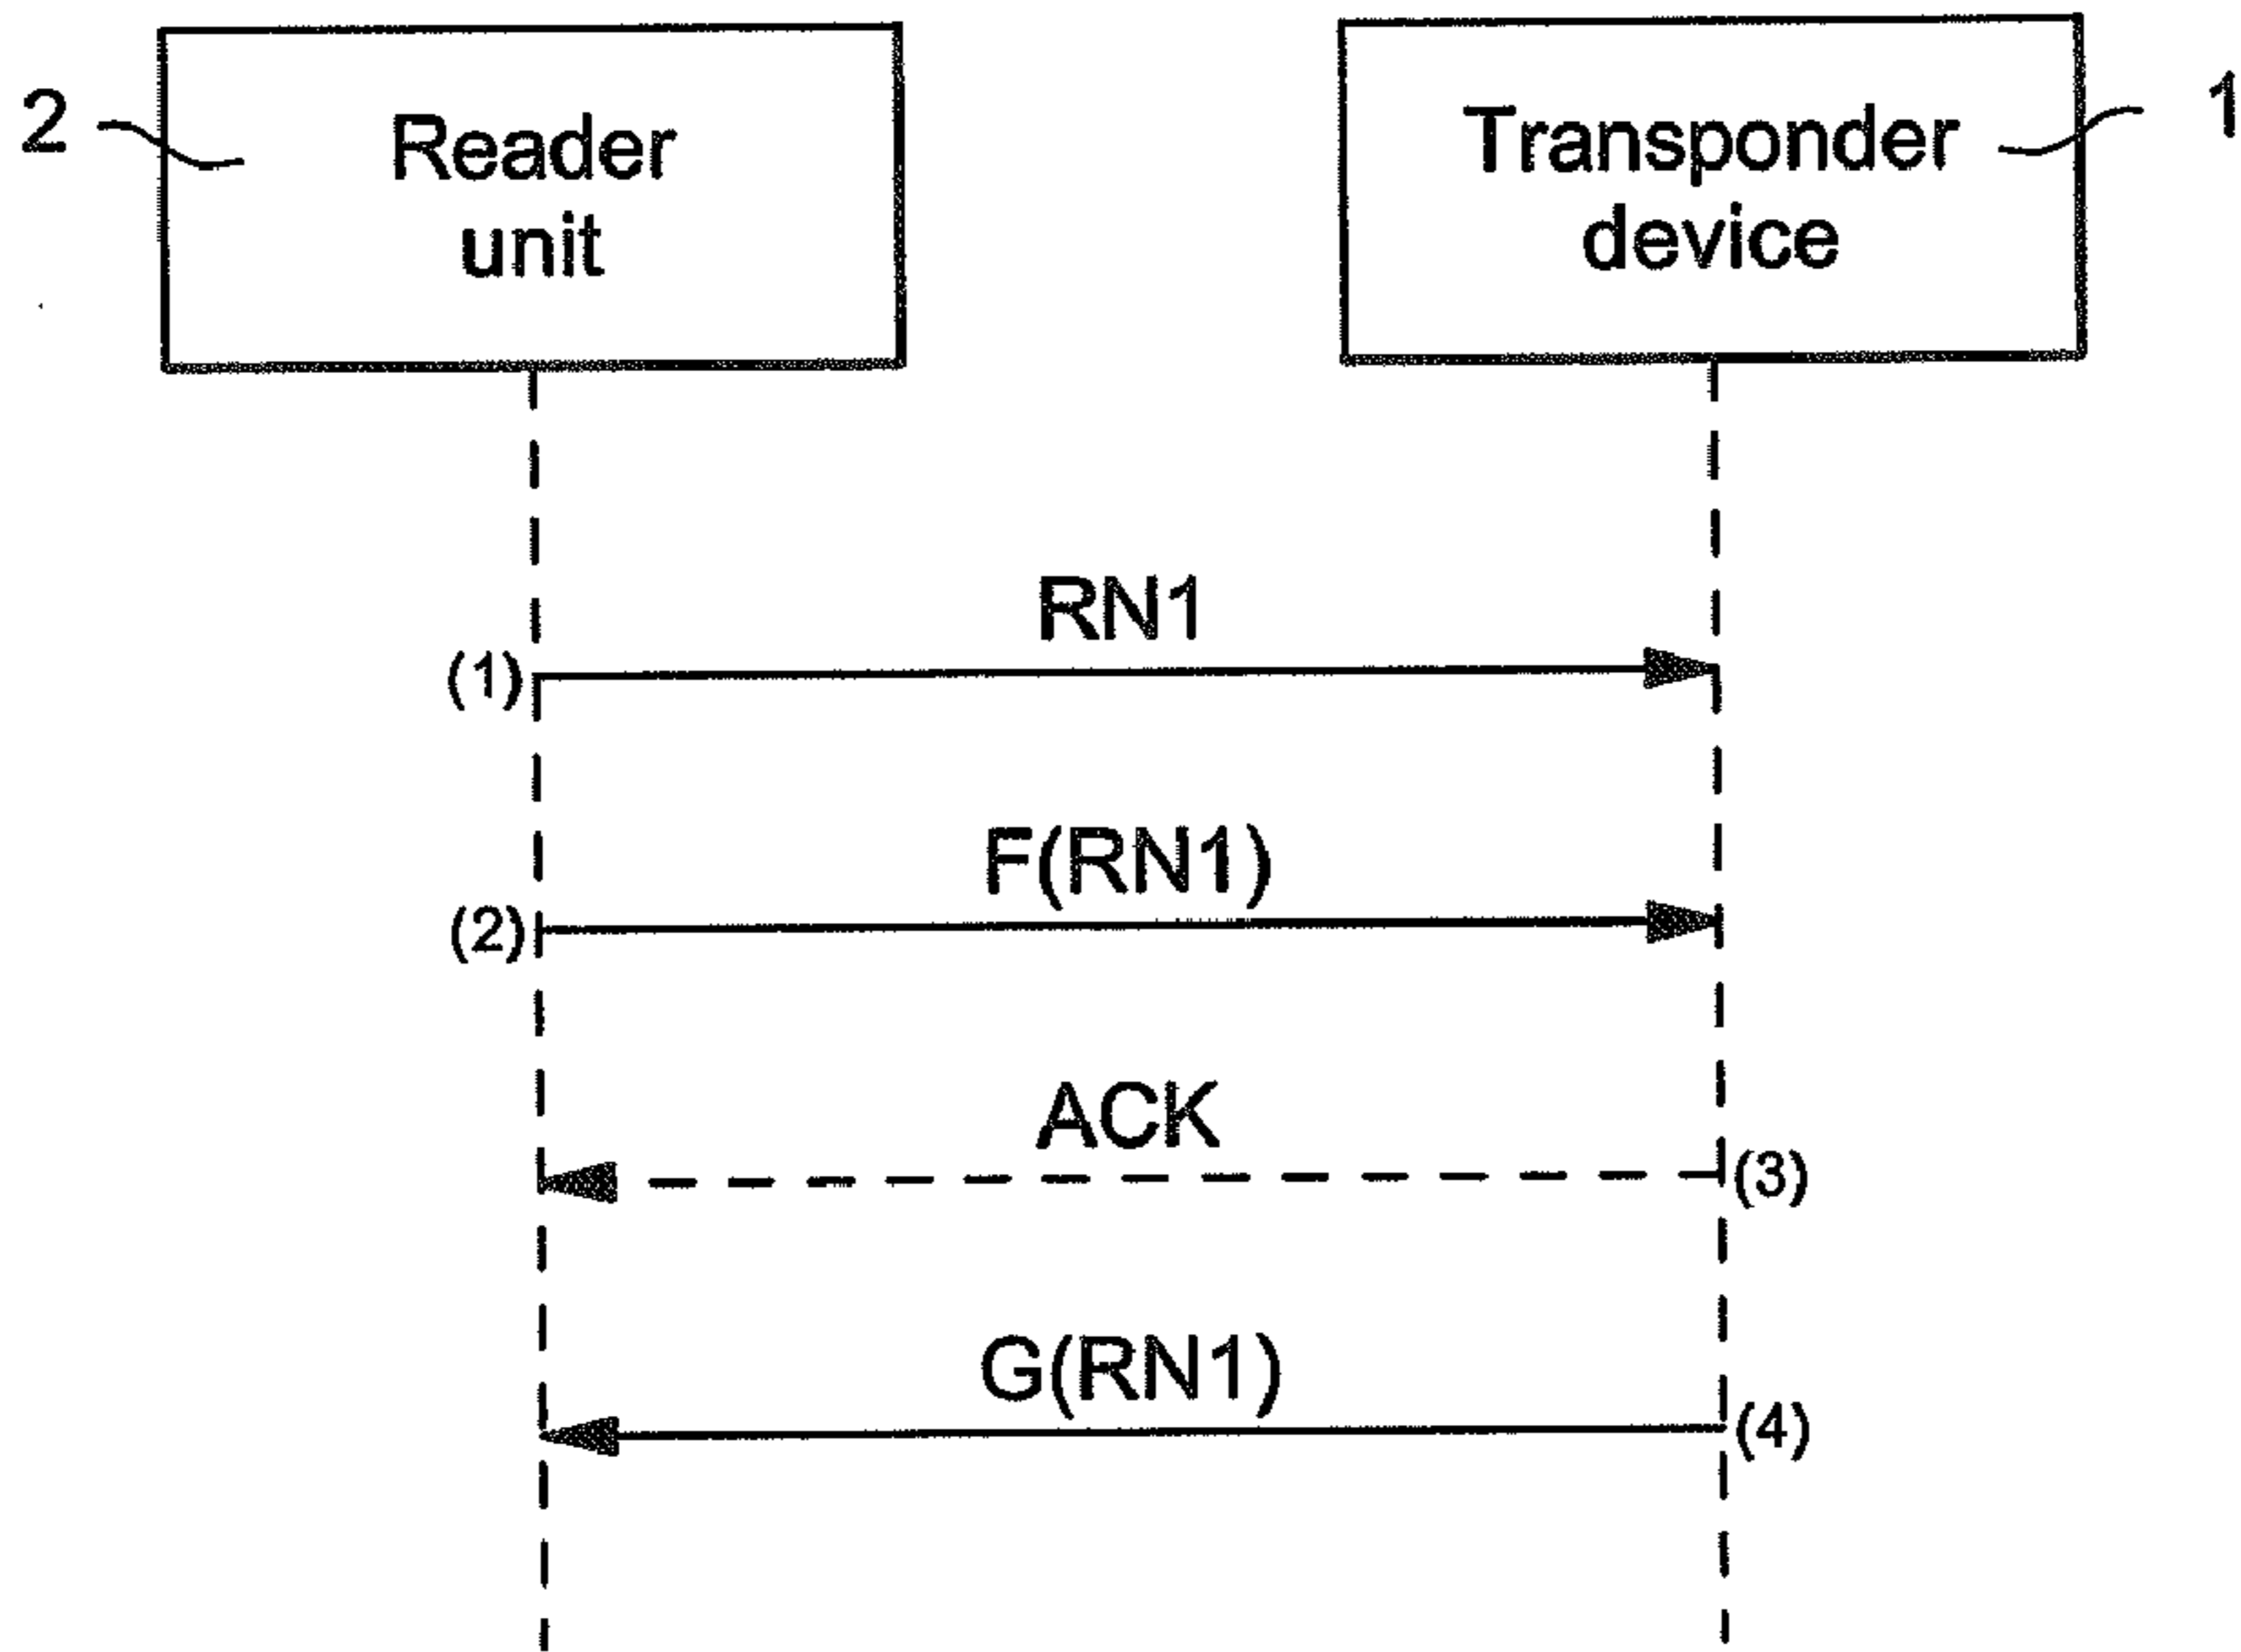 2
Reader
unit
Transponder
device
1
RN1
(1)
F(RN1)
(2)
ACK
(3)
G(RN1)
(4)